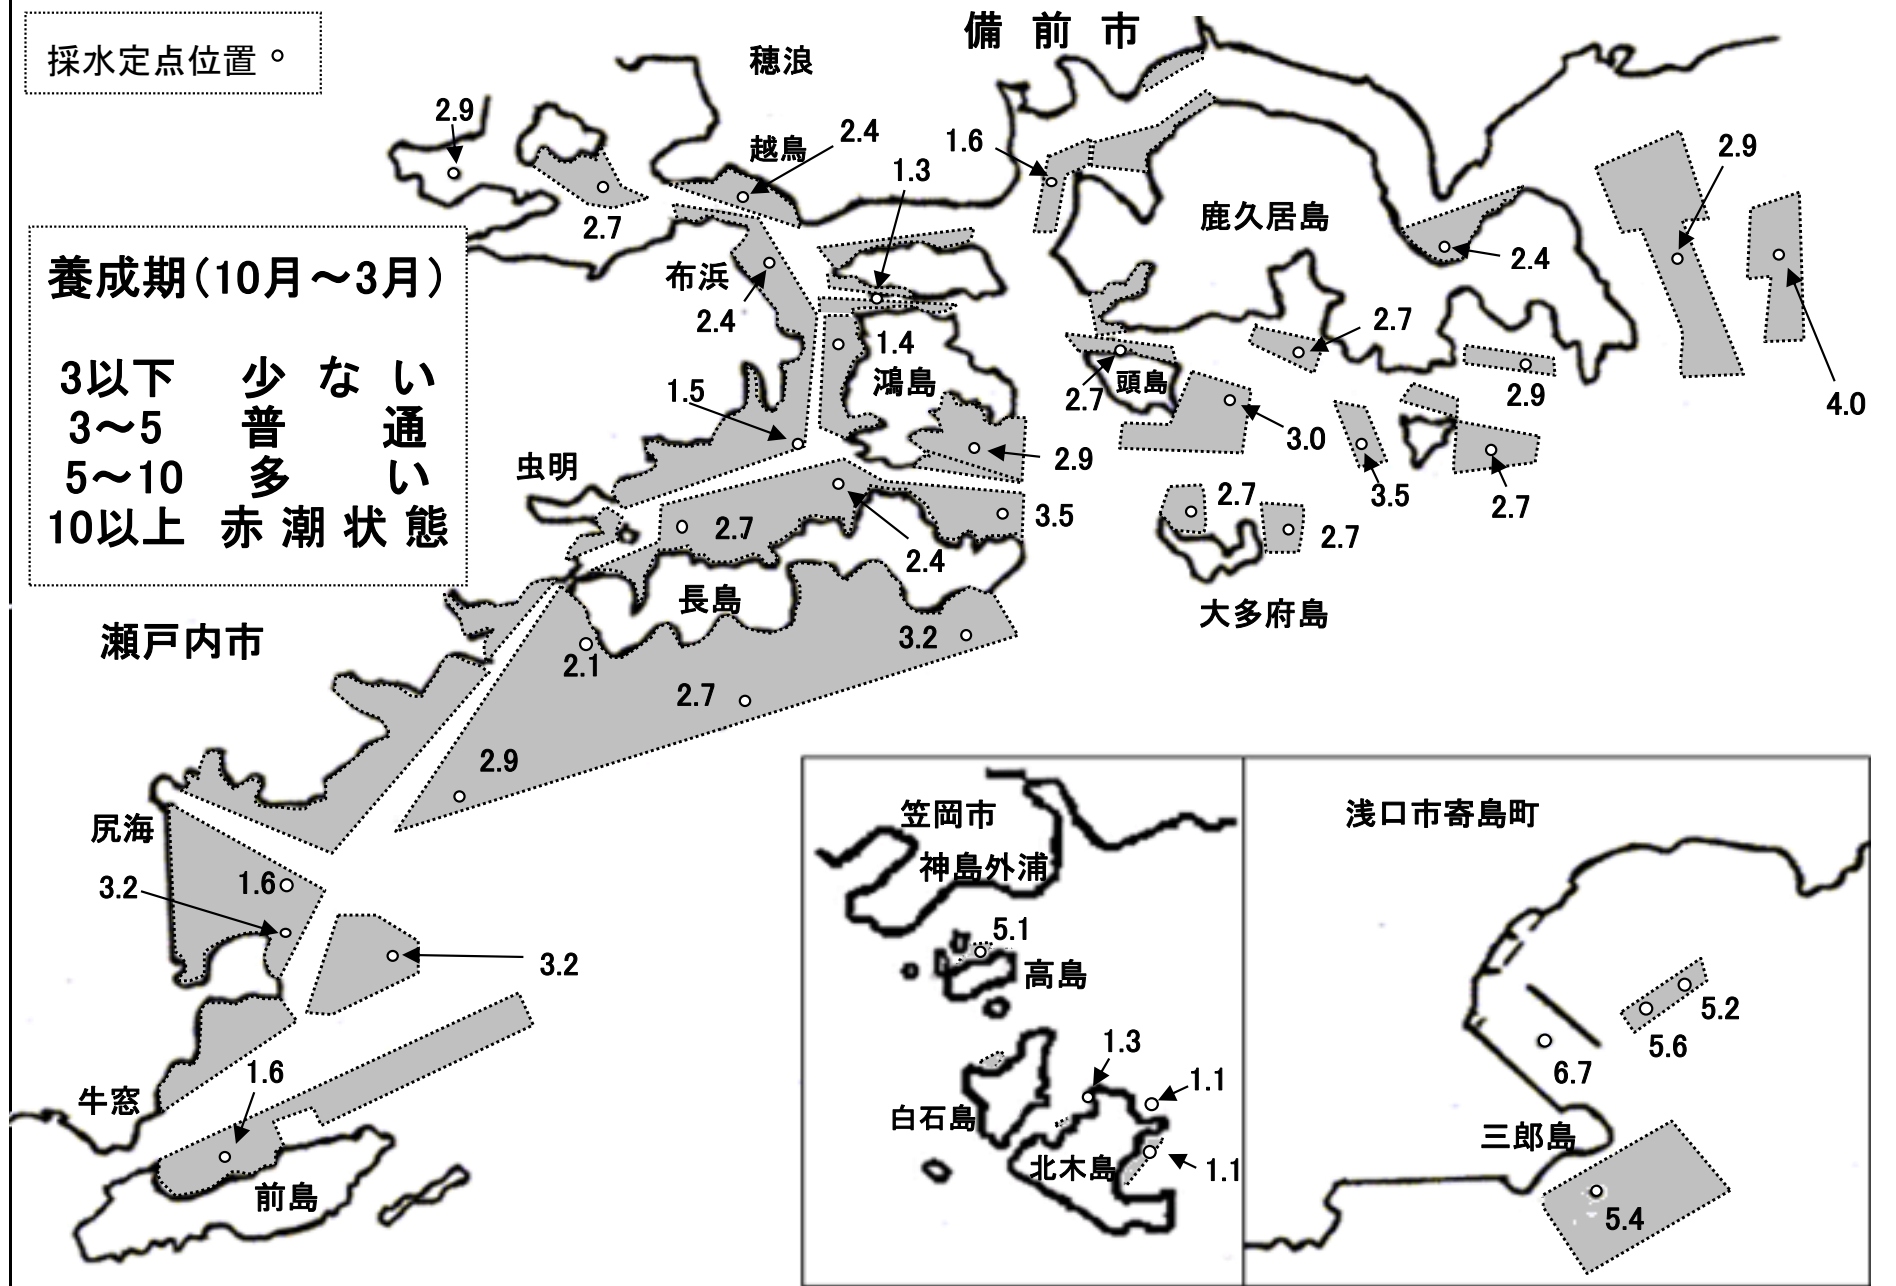 採水定点位置。
備前市
穂浪
2.9
越鳥
2.4
1.6
1.3
2.9
2.7
鹿久居島
2.4
布浜
2.4
養成期(10月～3月)
3以下 少ない
3～5 普通
5～10 多い
10以上 赤潮状態
1.4
鴻島
2.7
頭島
2.7
2.9
4.0
1.5
3.0
2.9
虫明
3.5
2.7
2.7
3.5
2.7
2.4
2.7
長島
大多府島
瀬戸内市
2.1
3.2
2.7
2.9
尻海
3.2
1.6
3.2
牛窓
1.6
前島
笠岡市
神島外浦
5.1
高島
1.3
1.1
白石島
北木島
1.1
浅口市寄島町
5.2
5.6
6.7
三郎島
5.4